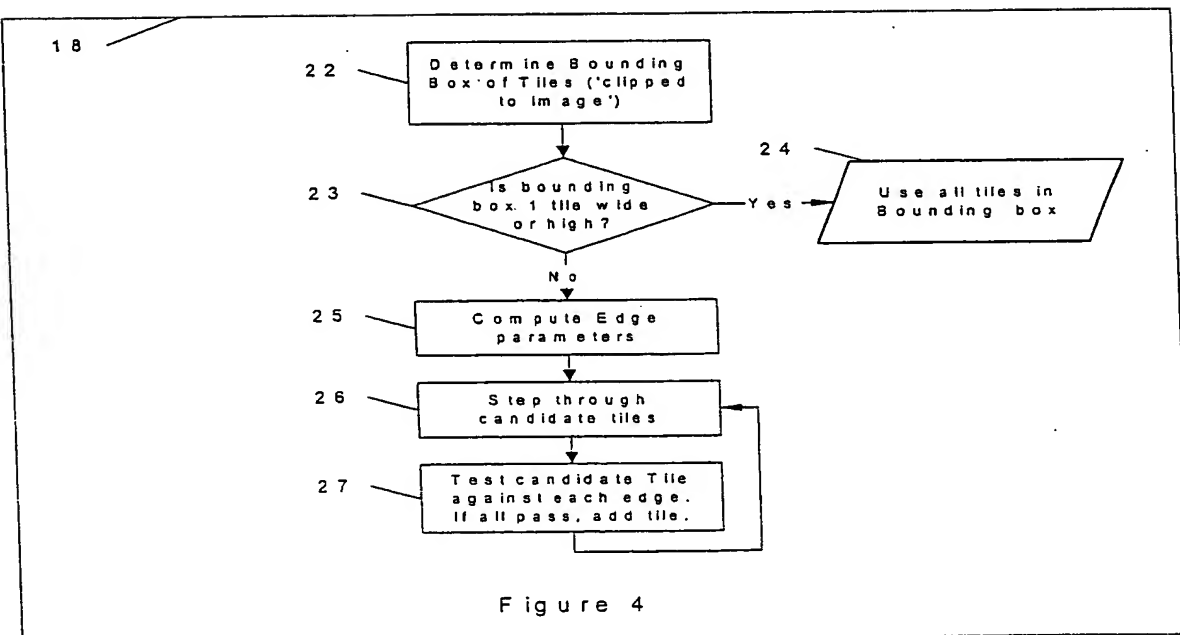 18
22
Determine Bounding
Box of Tiles ('clipped
to image')
23
Is bounding
box 1 tile wide
or high?
Yes
24
Use all tiles in
Bounding box
No
25
Compute Edge
parameters
26
Step through
candidate tiles
27
Test candidate Tile
against each edge.
If all pass, add tile.
Figure 4